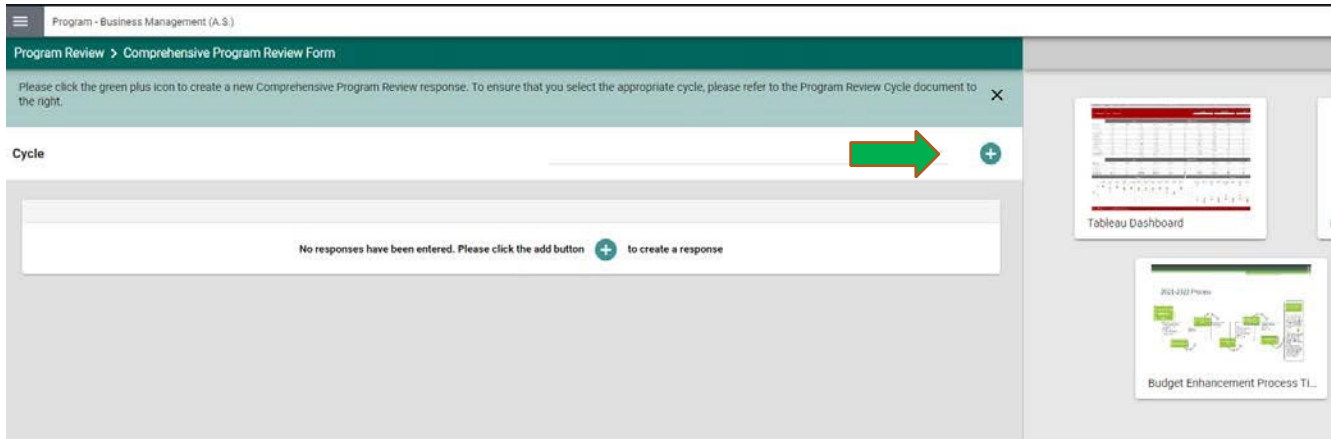 Program - Business Management (A.S.)
Program Review > Comprehensive Program Review Form
Please click the green plus icon to create a new Comprehensive Program Review response. To ensure that you select the appropriate cycle, please refer to the Program Review Cycle document to
the right.
Cycle
No responses have been entered. Please click the add button to create a response
Tableau Dashboard
2021-2022 Process
Budget Enhancement Process Ti...